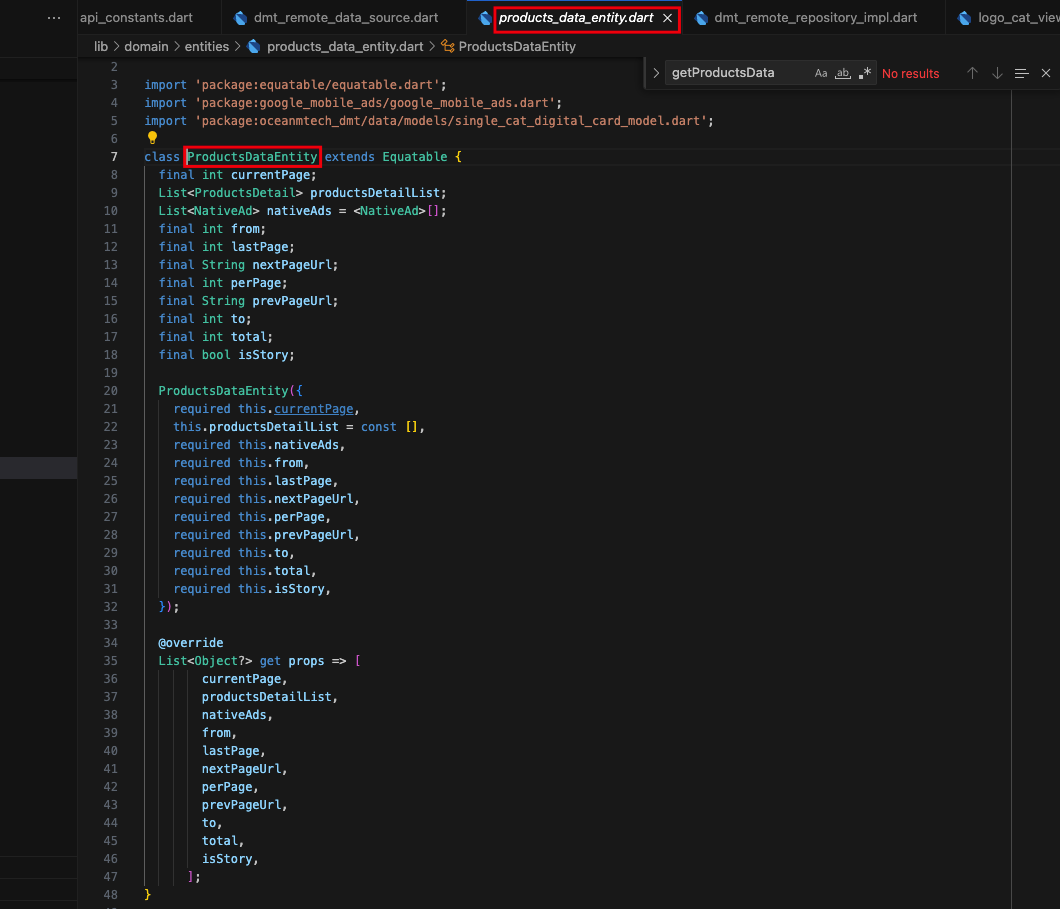 api_constants.dart
dmt_remote_data_source.dart
products_data_entity.dart
dmt_remote_repository_impl.dart
logo_cat_view
lib > domain > entities > products_data_entity.dart > ProductsDataEntity
getProductsData Aa ab .* No results
2
3 import 'package:equatable/equatable.dart';
4 import 'package:google_mobile_ads/google_mobile_ads.dart';
5 import 'package:oceanmtech_dmt/data/models/single_cat_digital_card_model.dart';
6
7 class ProductsDataEntity extends Equatable {
8 final int currentPage;
9 List<ProductsDetail> productsDetailList;
10 List<NativeAd> nativeAds = <NativeAd>[];
11 final int from;
12 final int lastPage;
13 final String nextPageUrl;
14 final int perPage;
15 final String prevPageUrl;
16 final int to;
17 final int total;
18 final bool isStory;
19
20 ProductsDataEntity({
21 required this.currentPage,
22 this.productsDetailList = const [],
23 required this.nativeAds,
24 required this.from,
25 required this.lastPage,
26 required this.nextPageUrl,
27 required this.perPage,
28 required this.prevPageUrl,
29 required this.to,
30 required this.total,
31 required this.isStory,
32 });
33
34 @override
35 List<Object?> get props => [
36 currentPage,
37 productsDetailList,
38 nativeAds,
39 from,
40 lastPage,
41 nextPageUrl,
42 perPage,
43 prevPageUrl,
44 to,
45 total,
46 isStory,
47 ];
48 }